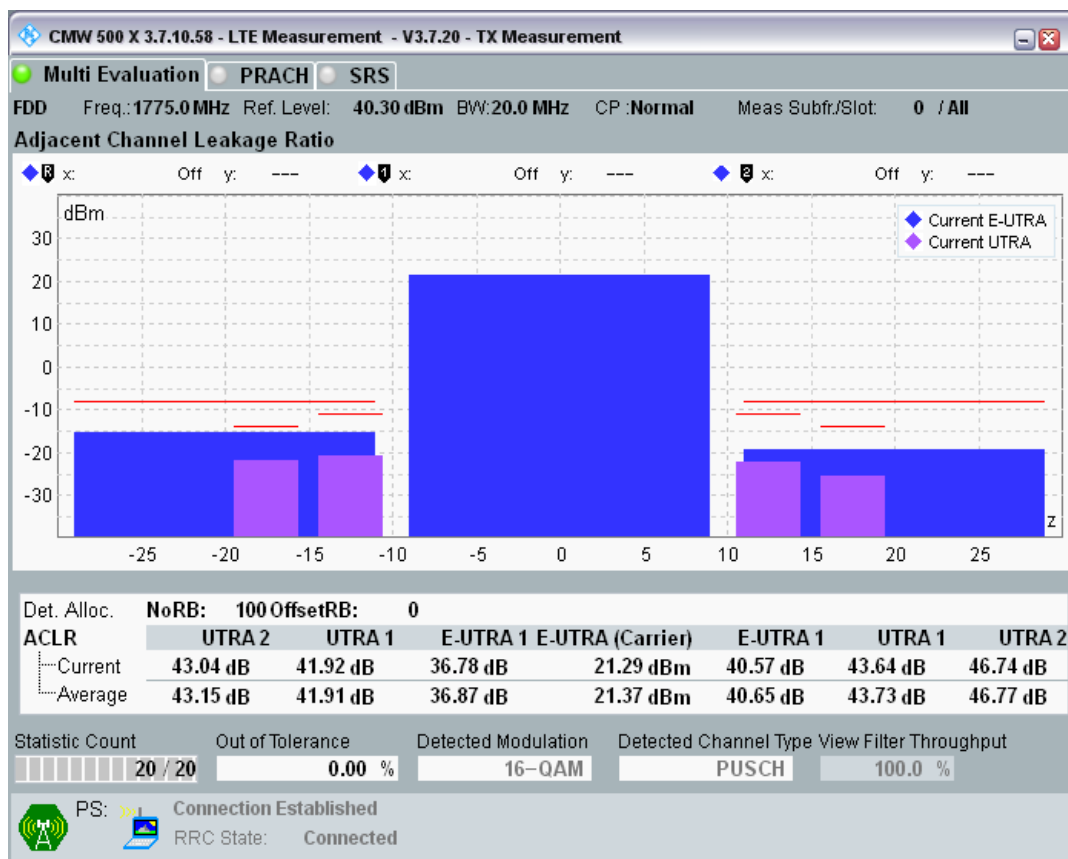 CMW 500 X 3.7.10.58 - LTE Measurement - V3.7.20 - TX Measurement
Multi Evaluation PRACH SRS
FDD Freq.:1775.0 MHz Ref. Level: 40.30 dBm BW:20.0 MHz CP :Normal Meas Subfr./Slot: 0 / All
Adjacent Channel Leakage Ratio
R x: Off y: --- 1 x: Off y: --- 2 x: Off y: ---
dBm
Current E-UTRA
Current UTRA
30
20
10
0
-10
-20
-30
z
-25 -20 -15 -10 -5 0 5 10 15 20 25
Det. Alloc. NoRB: 100 OffsetRB: 0
ACLR UTRA 2 UTRA 1 E-UTRA 1 E-UTRA (Carrier) E-UTRA 1 UTRA 1 UTRA 2
Current 43.04 dB 41.92 dB 36.78 dB 21.29 dBm 40.57 dB 43.64 dB 46.74 dB
Average 43.15 dB 41.91 dB 36.87 dB 21.37 dBm 40.65 dB 43.73 dB 46.77 dB
Statistic Count Out of Tolerance Detected Modulation Detected Channel Type View Filter Throughput
20 / 20 0.00 % 16-QAM PUSCH 100.0 %
PS: Connection Established
RRC State: Connected